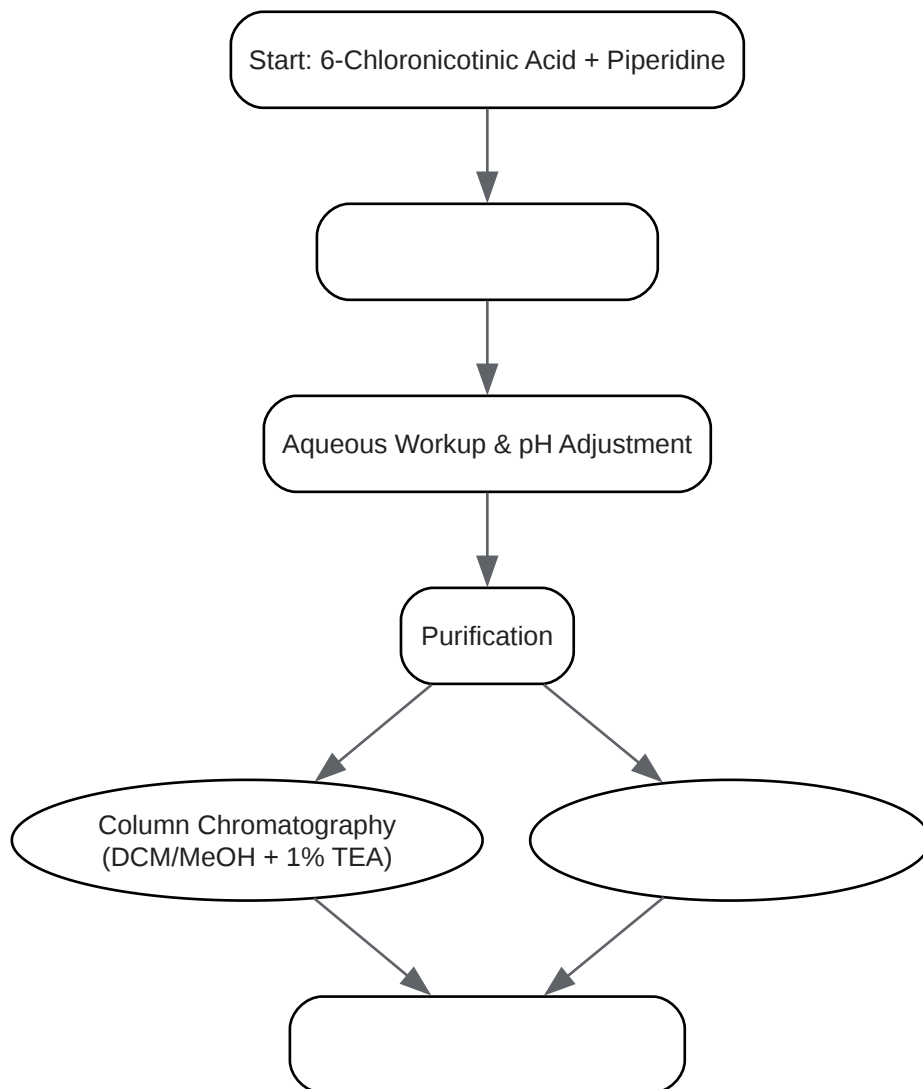 Start: 6-Chloronicotinic Acid + Piperidine
Aqueous Workup & pH Adjustment
Purification
Column Chromatography
(DCM/MeOH + 1% TEA)